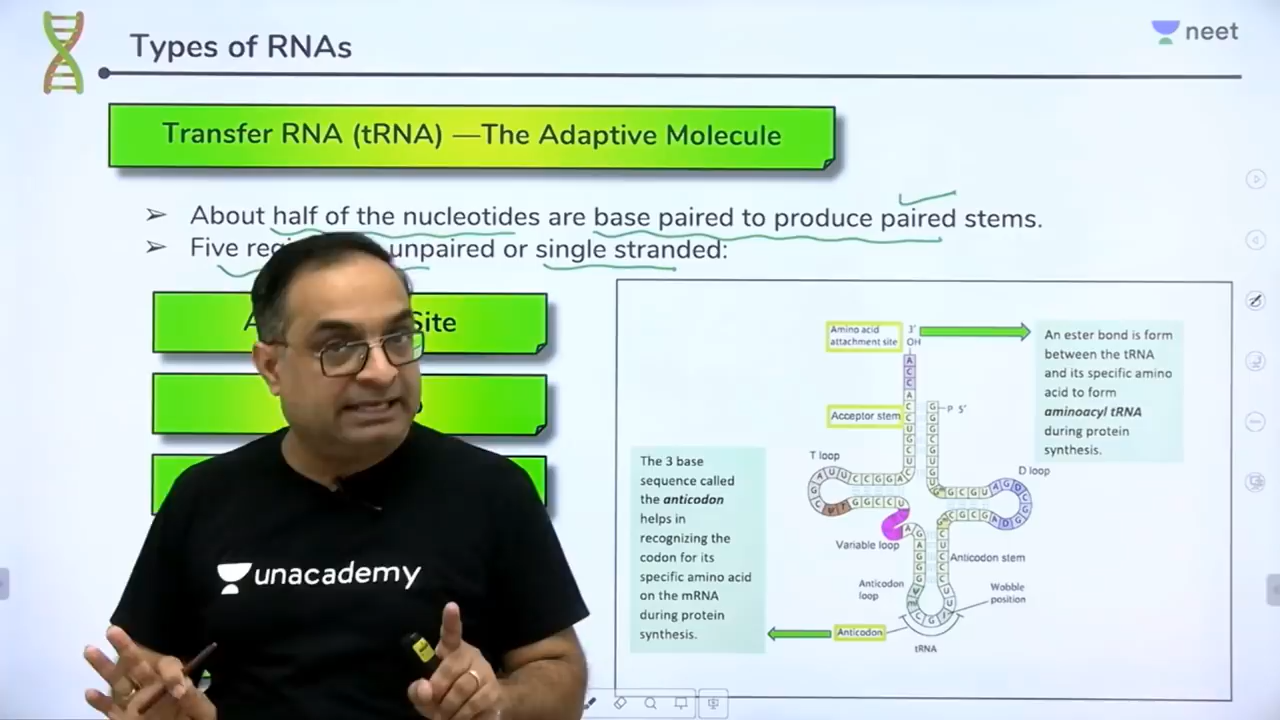 Types of RNAs
neet
Transfer RNA (tRNA) —The Adaptive Molecule
➢ About half of the nucleotides are base paired to produce paired stems.
➢ Five unpaired or single stranded:
Site
Amino acid
attachment site
3'
OH
An ester bond is form
between the tRNA
and its specific amino
acid to form
aminoacyl tRNA
during protein
synthesis.
Acceptor stem
P 5'
T loop
D loop
The 3 base
sequence called
the anticodon
helps in
recognizing the
codon for its
specific amino acid
on the mRNA
during protein
synthesis.
Variable loop
Anticodon stem
Anticodon
loop
Wobble
position
Anticodon
tRNA
unacademy